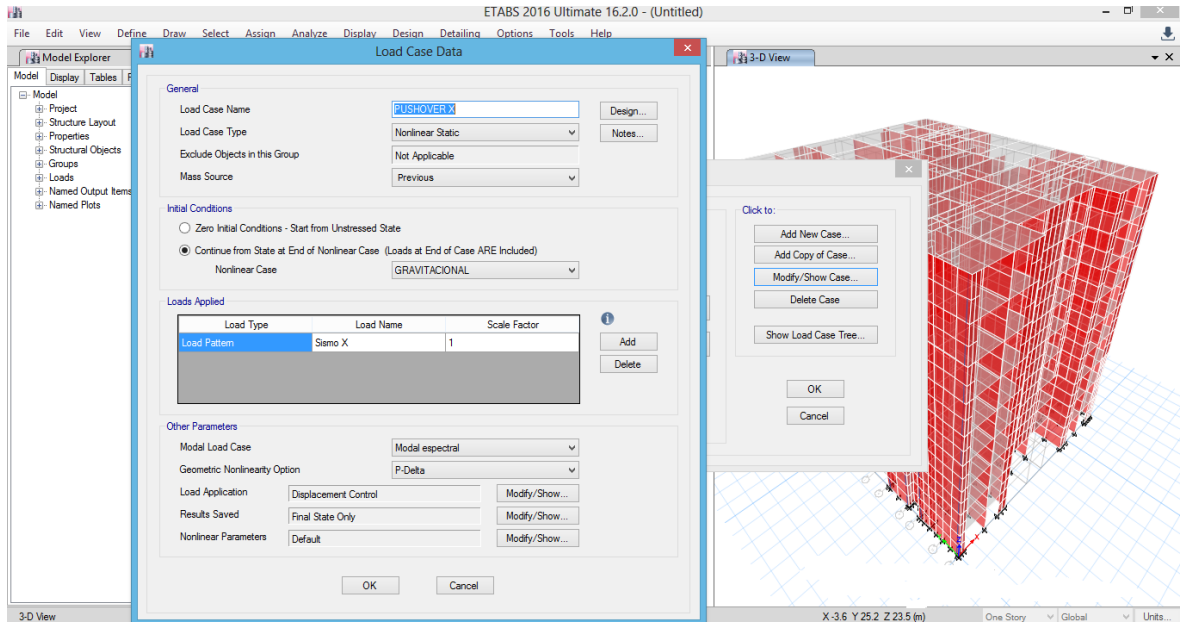 ETABS 2016 Ultimate 16.2.0 - (Untitled)
File Edit View Define Draw Select Assign Analyze Display Design Detailing Options Tools Help
Model Explorer
Model Display Tables
Model
Project
Structure Layout
Properties
Structural Objects
Groups
Loads
Named Output Items
Named Plots
Load Case Data
General
Load Case Name PUSHOVER X Design...
Load Case Type Nonlinear Static Notes...
Exclude Objects in this Group Not Applicable
Mass Source Previous
Initial Conditions
Zero Initial Conditions - Start from Unstressed State
Continue from State at End of Nonlinear Case (Loads at End of Case ARE Included)
Nonlinear Case GRAVITACIONAL
Loads Applied
Load Type Load Name Scale Factor
Load Pattern Sismo X 1
Add
Delete
Other Parameters
Modal Load Case Modal espectral
Geometric Nonlinearity Option P-Delta
Load Application Displacement Control Modify/Show...
Results Saved Final State Only Modify/Show...
Nonlinear Parameters Default Modify/Show...
OK Cancel
3-D View
Click to:
Add New Case...
Add Copy of Case...
Modify/Show Case...
Delete Case
Show Load Case Tree...
OK
Cancel
X
3-D View X -3.6 Y 25.2 Z 23.5 (m) One Story Global Units...